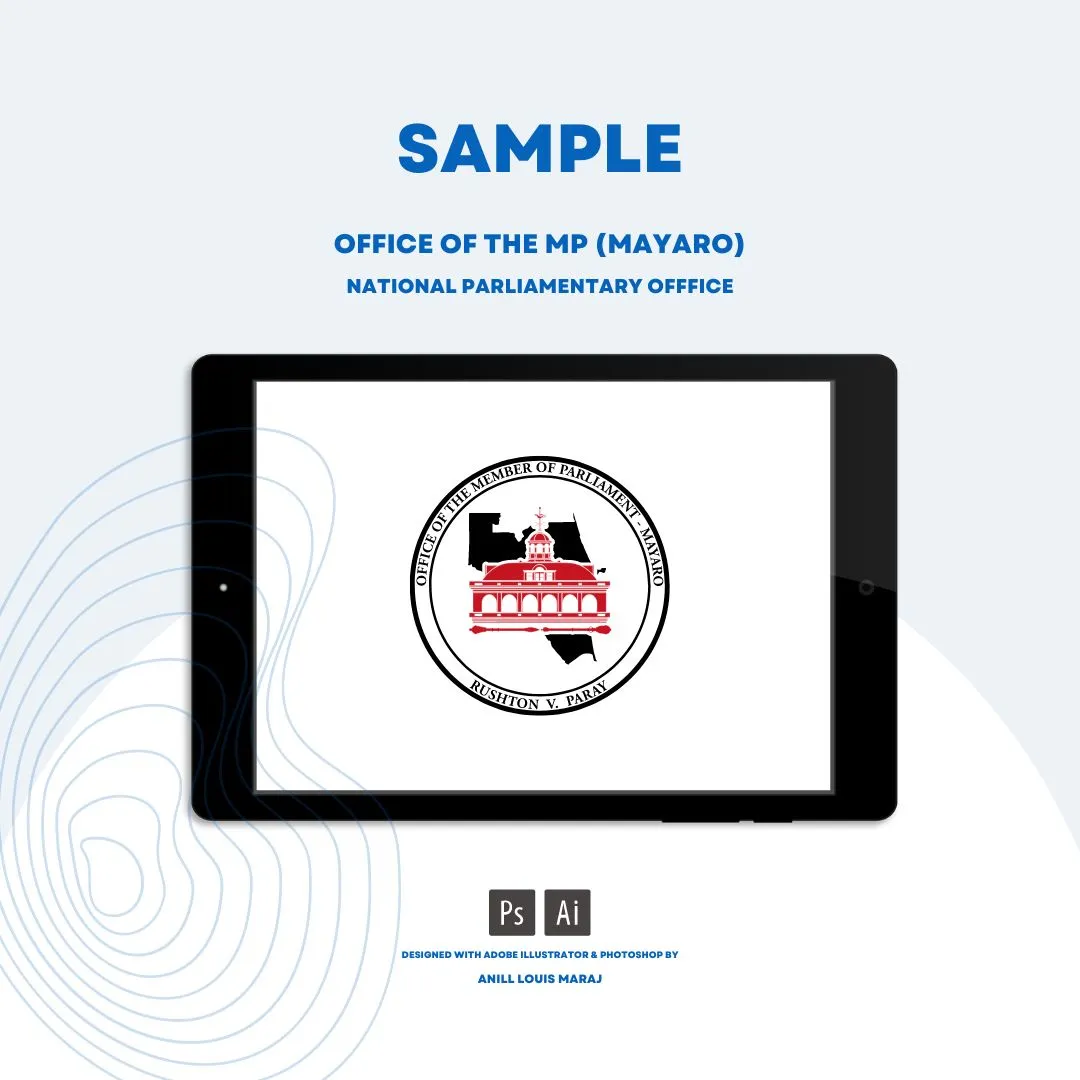 SAMPLE
OFFICE OF THE MP (MAYARO)
NATIONAL PARLIAMENTARY OFFFICE
OFFICE OF THE MEMBER OF PARLIAMENT - MAYARO
RUSHTON V. PARAY
Ps Ai
DESIGNED WITH ADOBE ILLUSTRATOR & PHOTOSHOP BY
ANILL LOUIS MARAJ